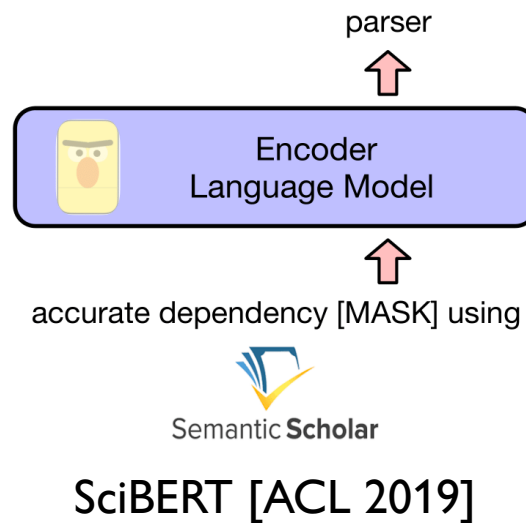 parser
Encoder
Language Model
accurate dependency [MASK] using
Semantic Scholar
SciBERT [ACL 2019]